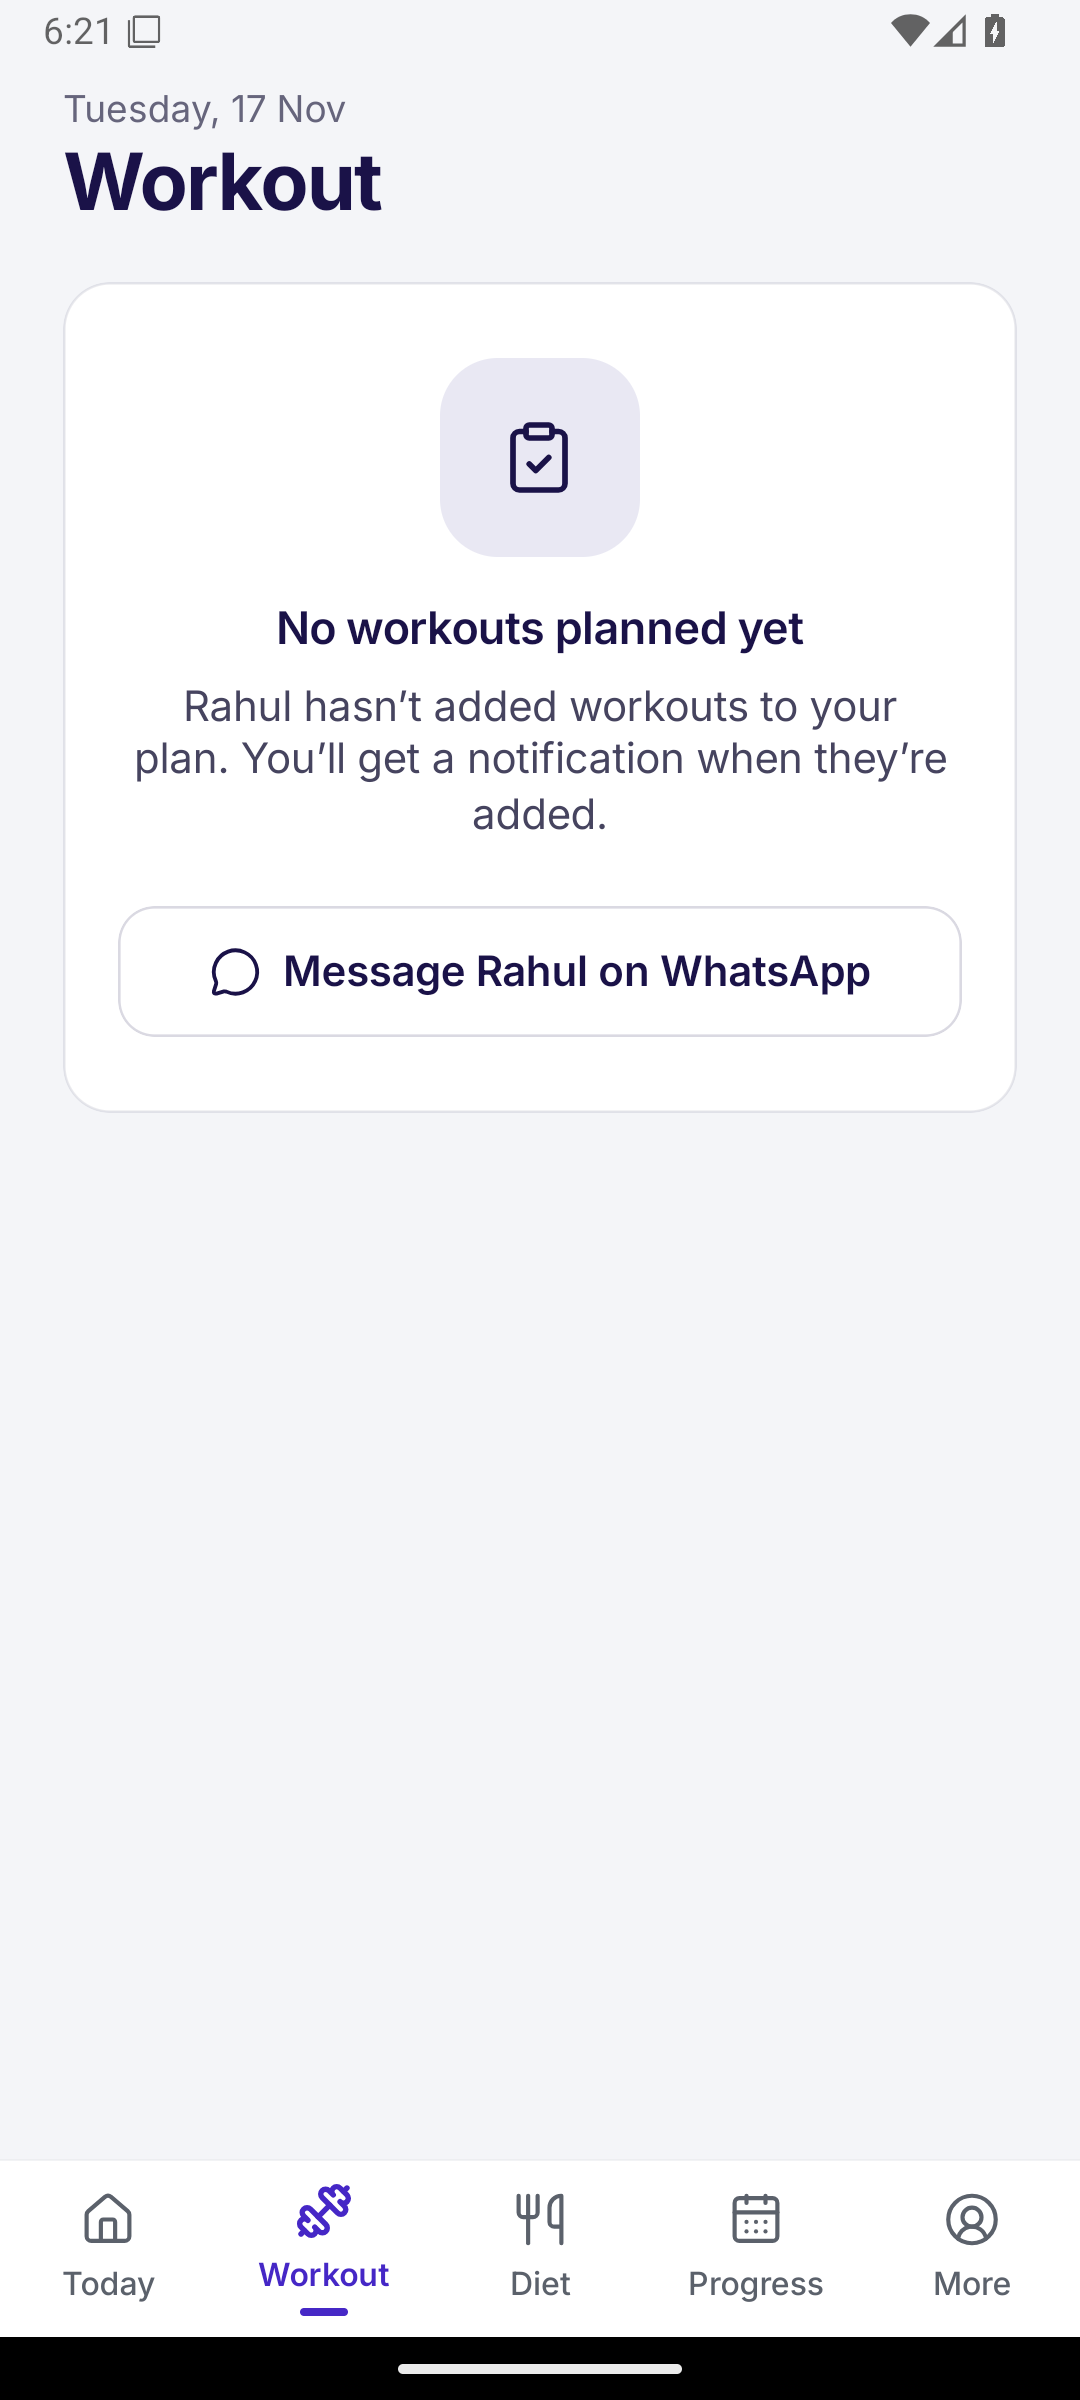 6:21
Tuesday, 17 Nov
Workout
No workouts planned yet
Rahul hasn’t added workouts to your
plan. You’ll get a notification when they’re
added.
Message Rahul on WhatsApp
Today
Workout
Diet
Progress
More